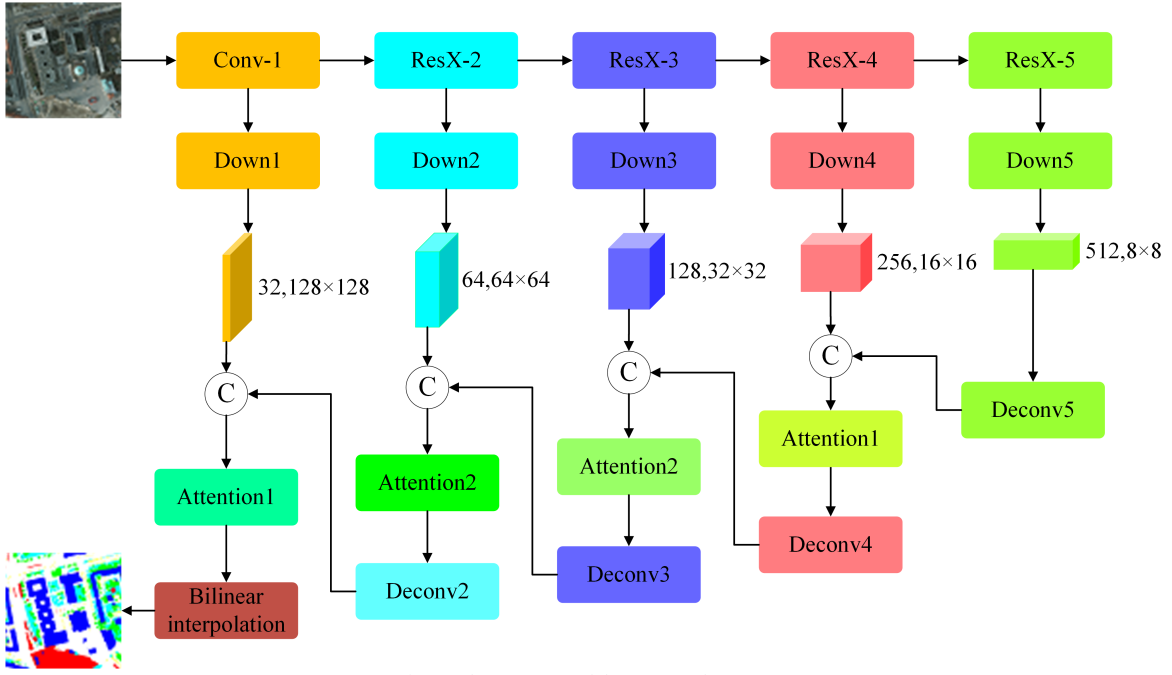 Conv-1
ResX-2
ResX-3
ResX-4
ResX-5
Down1
Down2
Down3
Down4
Down5
32,128×128
64,64×64
128,32×32
256,16×16
512,8×8
C
C
C
C
Deconv5
Attention1
Attention2
Attention2
Attention1
Deconv4
Deconv3
Deconv2
Bilinear
interpolation